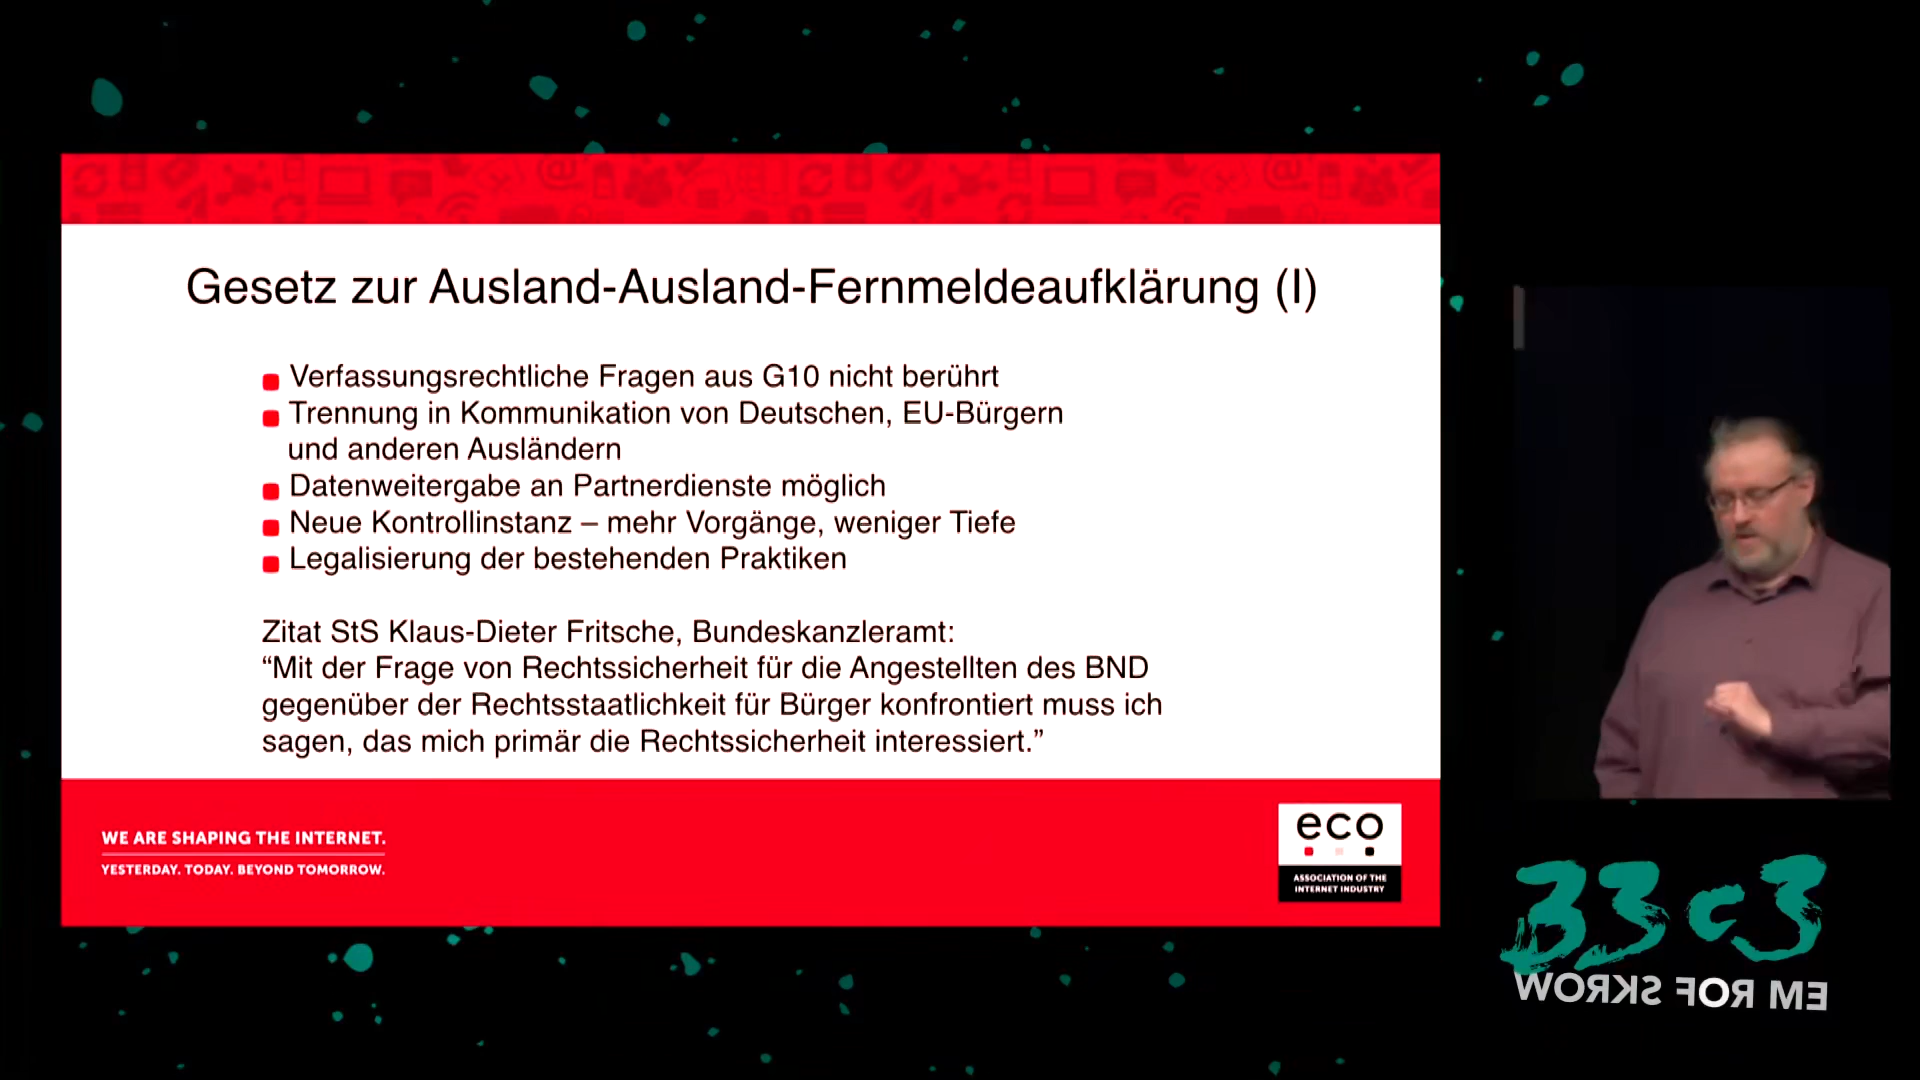 Gesetz zur Ausland-Ausland-Fernmeldeaufklärung (I)
Verfassungsrechtliche Fragen aus G10 nicht berührt
Trennung in Kommunikation von Deutschen, EU-Bürgern
und anderen Ausländern
Datenweitergabe an Partnerdienste möglich
Neue Kontrollinstanz – mehr Vorgänge, weniger Tiefe
Legalisierung der bestehenden Praktiken
Zitat StS Klaus-Dieter Fritsche, Bundeskanzleramt:
“Mit der Frage von Rechtssicherheit für die Angestellten des BND
gegenüber der Rechtsstaatlichkeit für Bürger konfrontiert muss ich
sagen, das mich primär die Rechtssicherheit interessiert.”
WE ARE SHAPING THE INTERNET.
YESTERDAY. TODAY. BEYOND TOMORROW.
eco
ASSOCIATION OF THE
INTERNET INDUSTRY
33c3
WORKS FOR ME